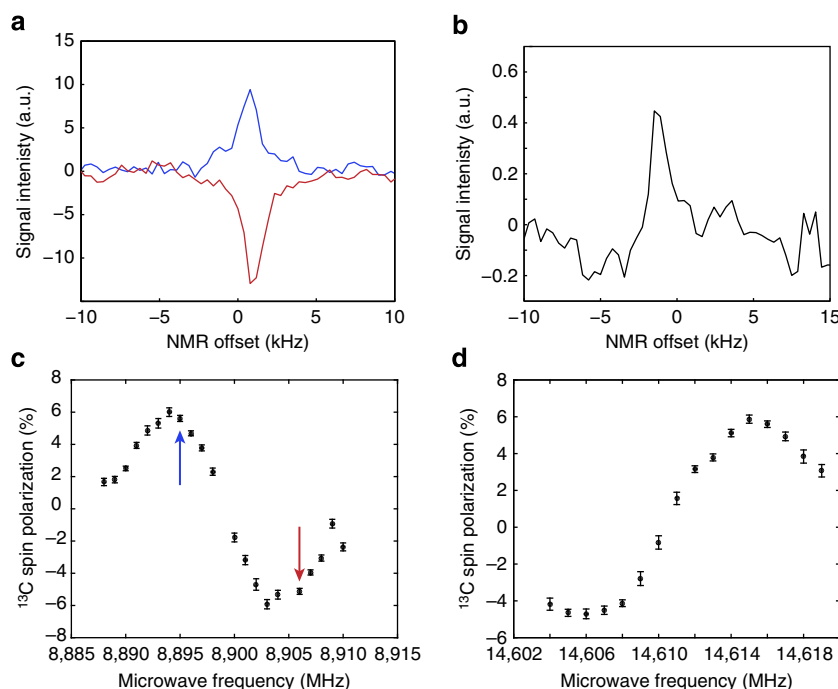 a
15
10
5
0
−5
−10
Signal intenisty (a.u.)
−10 −5 0 5 10
NMR offset (kHz)
b
0.6
0.4
0.2
0
−0.2
Signal intenisty (a.u.)
−10 −5 0 5 10 15
NMR offset (kHz)
c
8
6
4
2
0
−2
−4
−6
−8
¹³C spin polarization (%)
8,885 8,890 8,895 8,900 8,905 8,910 8,915
Microwave frequency (MHz)
d
8
6
4
2
0
−2
−4
−6
¹³C spin polarization (%)
14,602 14,606 14,610 14,614 14,618
Microwave frequency (MHz)